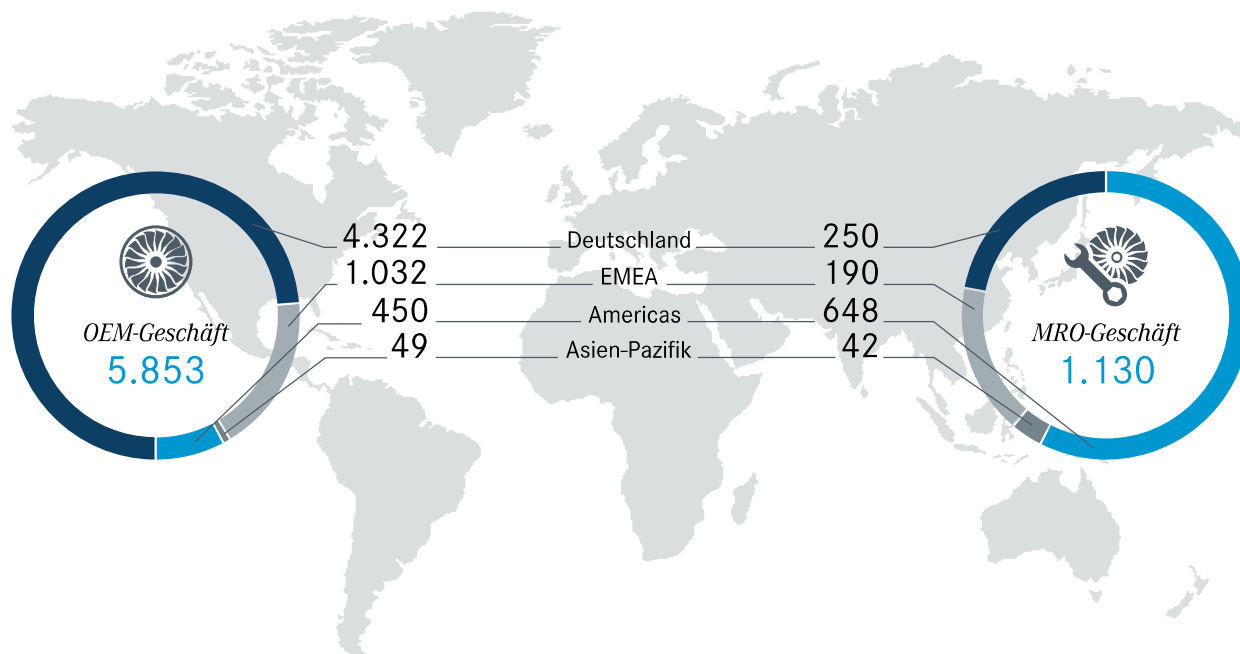 4.322 Deutschland 250
1.032 EMEA 190
450 Americas 648
49 Asien-Pazifik 42
OEM-Geschäft
5.853
MRO-Geschäft
1.130